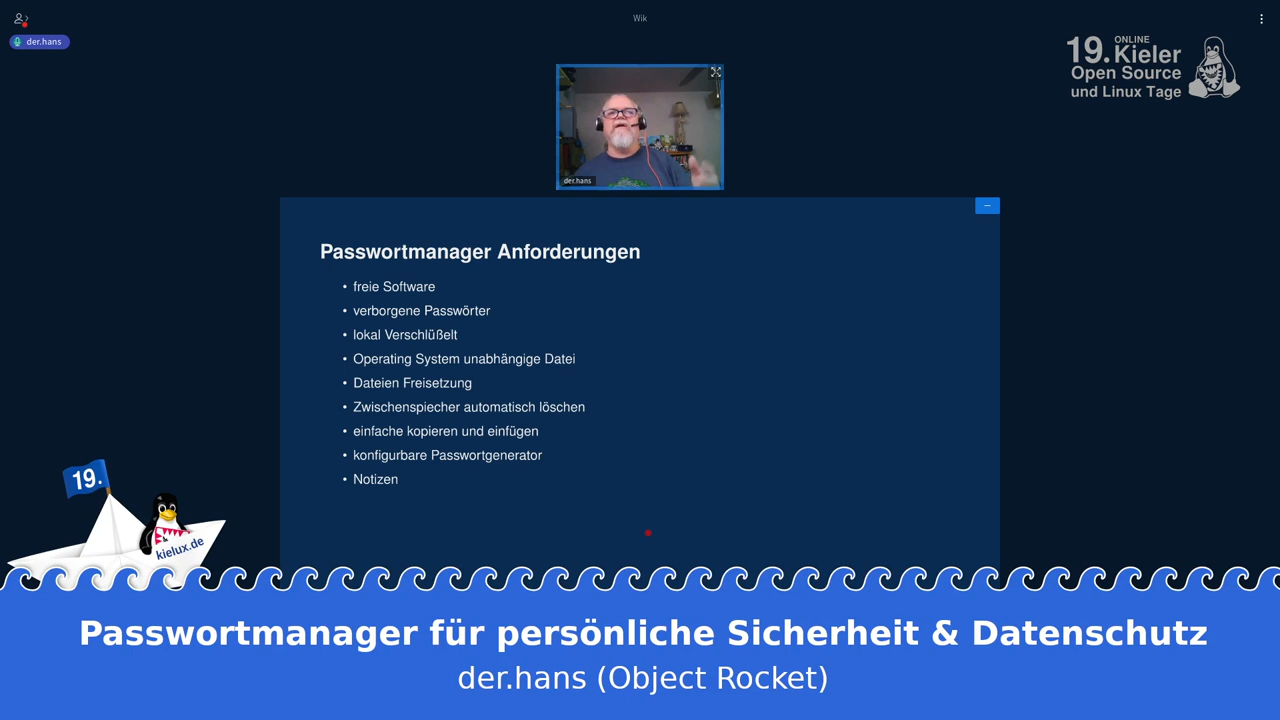 Wik
der.hans
19.
ONLINE
Kieler
Open Source
und Linux Tage
der.hans
Passwortmanager Anforderungen
• freie Software
• verborgene Passwörter
• lokal Verschlüßelt
• Operating System unabhängige Datei
• Dateien Freisetzung
• Zwischenspiecher automatisch löschen
• einfache kopieren und einfügen
• konfigurbare Passwortgenerator
• Notizen
19.
kielux.de
Passwortmanager für persönliche Sicherheit & Datenschutz
der.hans (Object Rocket)